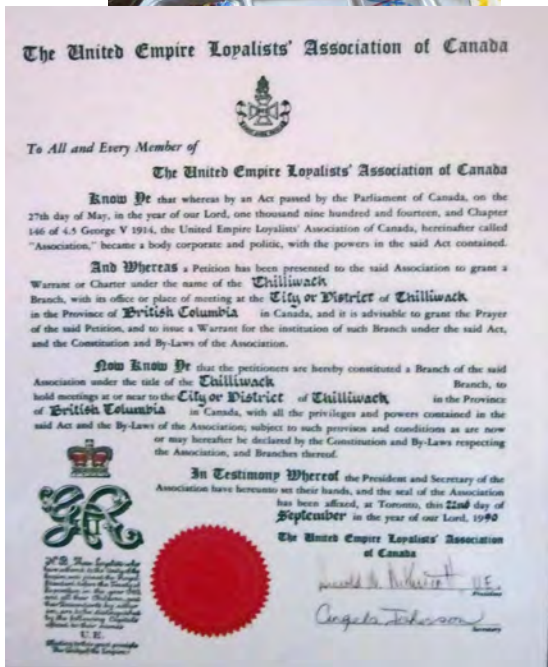 The United Empire Loyalists' Association of Canada
To All and Every Member of
The United Empire Loyalists' Association of Canada
Know Ye that whereas by an Act passed by the Parliament of Canada, on the
27th day of May, in the year of our Lord, one thousand nine hundred and fourteen, and Chapter
146 of 4.5 George V 1914, the United Empire Loyalists' Association of Canada, hereinafter called
"Association," became a body corporate and politic, with the powers in the said Act contained.
And Whereas a Petition has been presented to the said Association to grant a
Warrant or Charter under the name of the Chilliwack
Branch, with its office or place of meeting at the City or District of Chilliwack
in the Province of British Columbia in Canada, and it is advisable to grant the Prayer
of the said Petition, and to issue a Warrant for the institution of such Branch under the said Act,
and the Constitution and By-Laws of the Association.
Now Know Ye that the petitioners are hereby constituted a Branch of the said
Association under the title of the Chilliwack Branch, to
hold meetings at or near to the City or District of Chilliwack in the Province
of British Columbia in Canada, with all the privileges and powers contained in the
said Act and the By-Laws of the Association; subject to such provisos and conditions as are now
or may hereafter be declared by the Constitution and By-Laws respecting
the Association, and Branches thereof.
In Testimony Whereof the President and Secretary of the
Association have hereunto set their hands, and the seal of the Association
has been affixed, at Toronto, this 22nd day of
September in the year of our Lord, 1990
The United Empire Loyalists' Association
of Canada
U.E.
President
Angela Johnson
Secretary
GR
U.E.